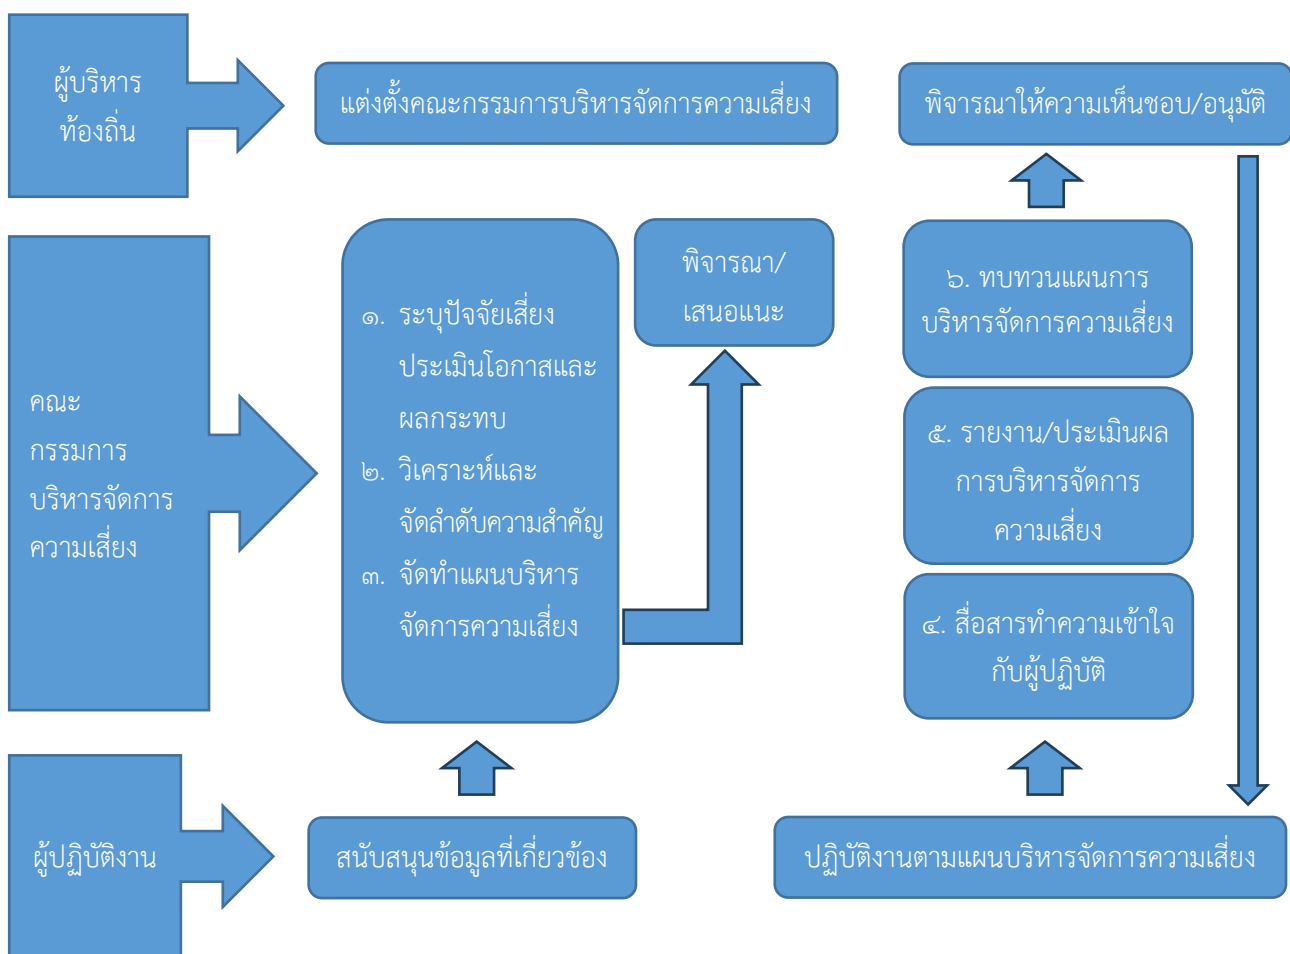 ผู้บริหาร
ท้องถิ่น
แต่งตั้งคณะกรรมการบริหารจัดการความเสี่ยง
พิจารณาให้ความเห็นชอบ/อนุมัติ
คณะ
กรรมการ
บริหารจัดการ
ความเสี่ยง
๑. ระบุปัจจัยเสี่ยง
ประเมินโอกาสและ
ผลกระทบ
๒. วิเคราะห์และ
จัดลำดับความสำคัญ
๓. จัดทำแผนบริหาร
จัดการความเสี่ยง
พิจารณา/
เสนอแนะ
๖. ทบทวนแผนการ
บริหารจัดการความเสี่ยง
๕. รายงาน/ประเมินผล
การบริหารจัดการ
ความเสี่ยง
๔. สื่อสารทำความเข้าใจ
กับผู้ปฏิบัติ
ผู้ปฏิบัติงาน
สนับสนุนข้อมูลที่เกี่ยวข้อง
ปฏิบัติงานตามแผนบริหารจัดการความเสี่ยง